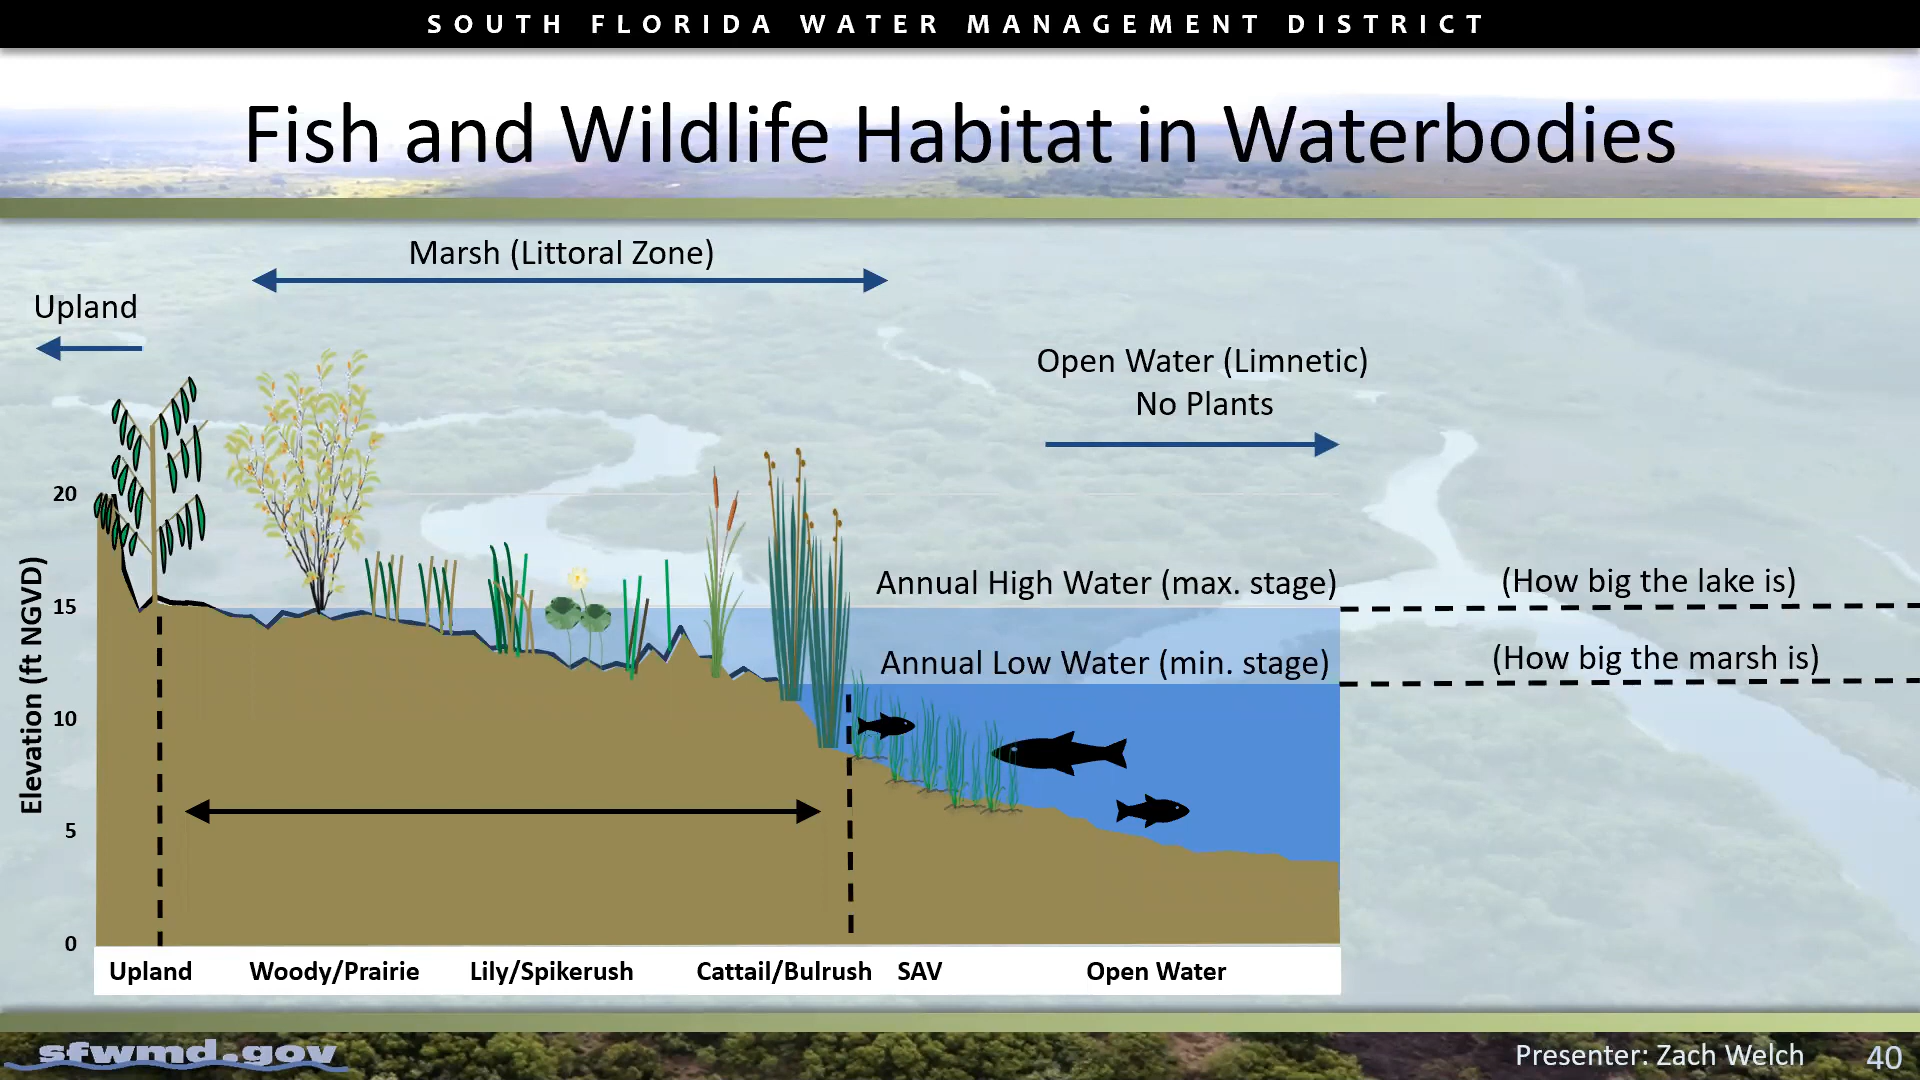 SOUTH FLORIDA WATER MANAGEMENT DISTRICT
Fish and Wildlife Habitat in Waterbodies
Marsh (Littoral Zone)
Upland
Open Water (Limnetic)
No Plants
20
Annual High Water (max. stage)
(How big the lake is)
15
Annual Low Water (min. stage)
(How big the marsh is)
Elevation (ft NGVD)
10
5
0
Upland Woody/Prairie Lily/Spikerush Cattail/Bulrush SAV Open Water
sfwmd.gov
Presenter: Zach Welch 40